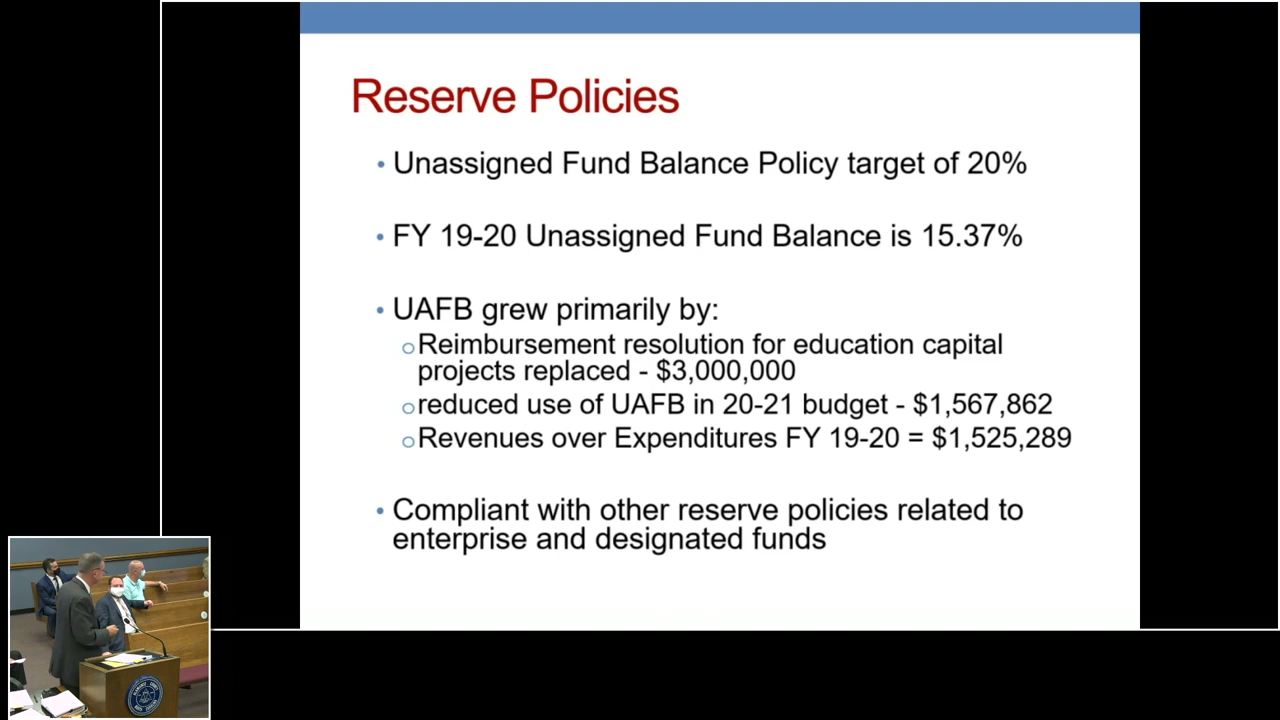 Reserve Policies
• Unassigned Fund Balance Policy target of 20%
• FY 19-20 Unassigned Fund Balance is 15.37%
• UAFB grew primarily by:
o Reimbursement resolution for education capital
projects replaced - $3,000,000
o reduced use of UAFB in 20-21 budget - $1,567,862
o Revenues over Expenditures FY 19-20 = $1,525,289
• Compliant with other reserve policies related to
enterprise and designated funds